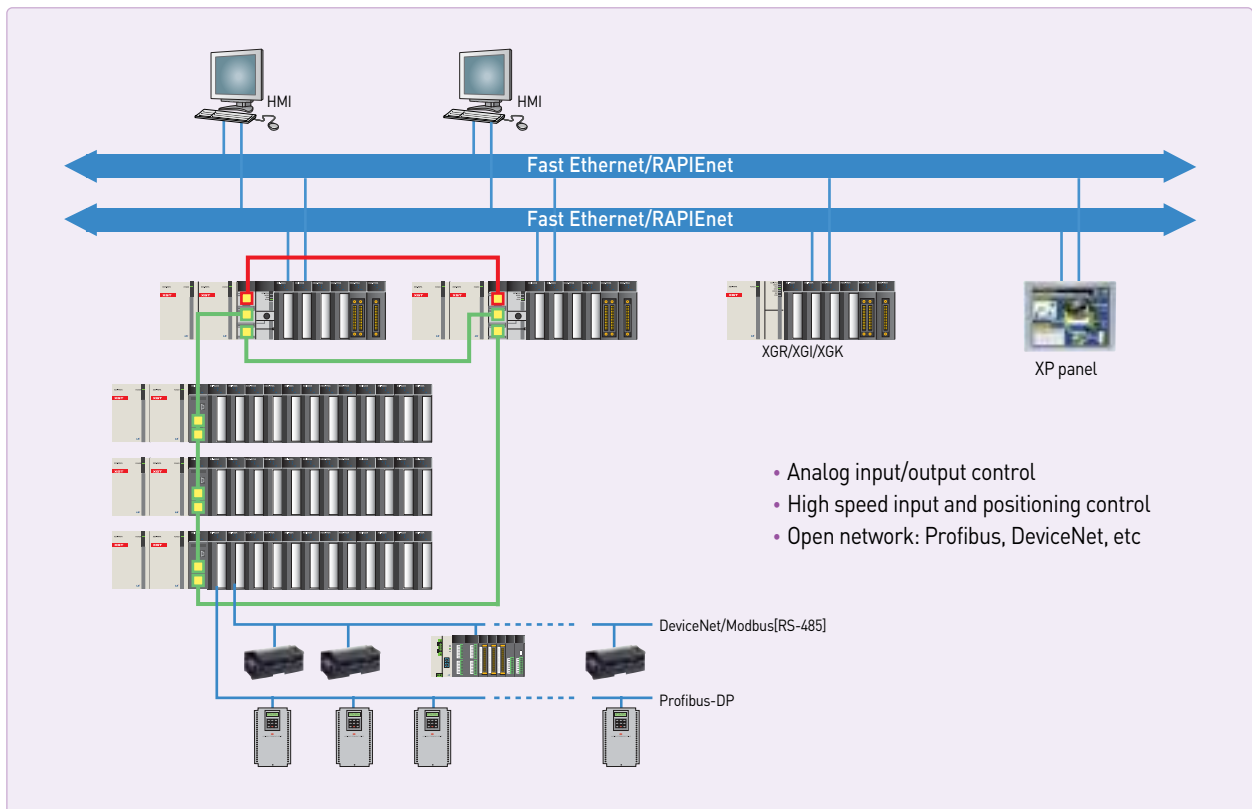 HMI
HMI
Fast Ethernet/RAPIEnet
Fast Ethernet/RAPIEnet
XGR/XGI/XGK
XP panel
• Analog input/output control
• High speed input and positioning control
• Open network: Profibus, DeviceNet, etc
DeviceNet/Modbus[RS-485]
Profibus-DP